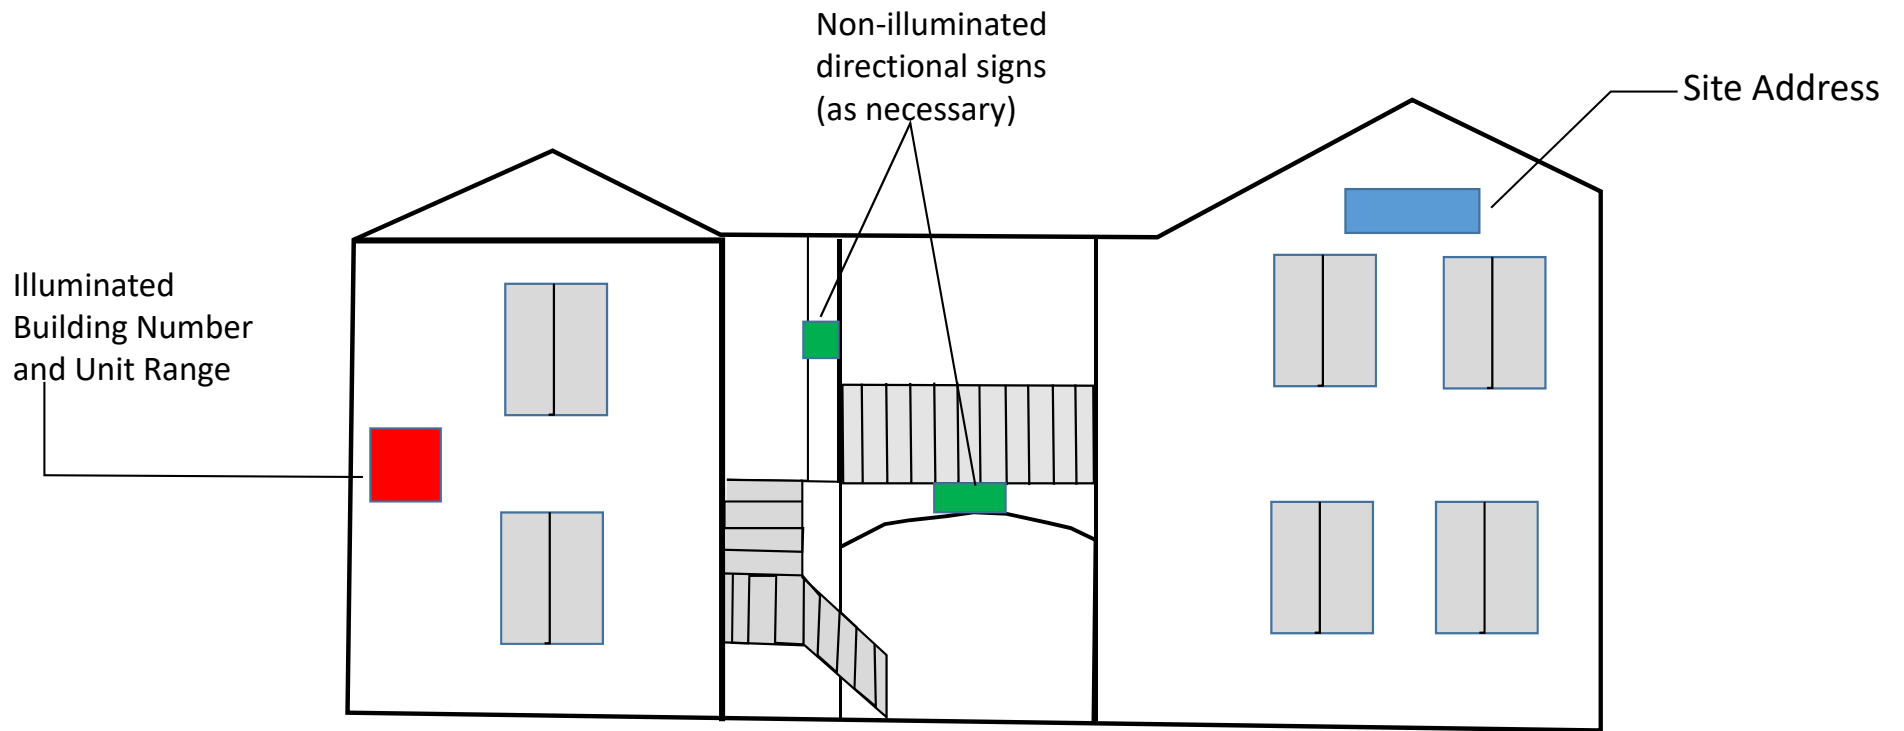 Non-illuminated
directional signs
(as necessary)
Site Address
Illuminated
Building Number
and Unit Range